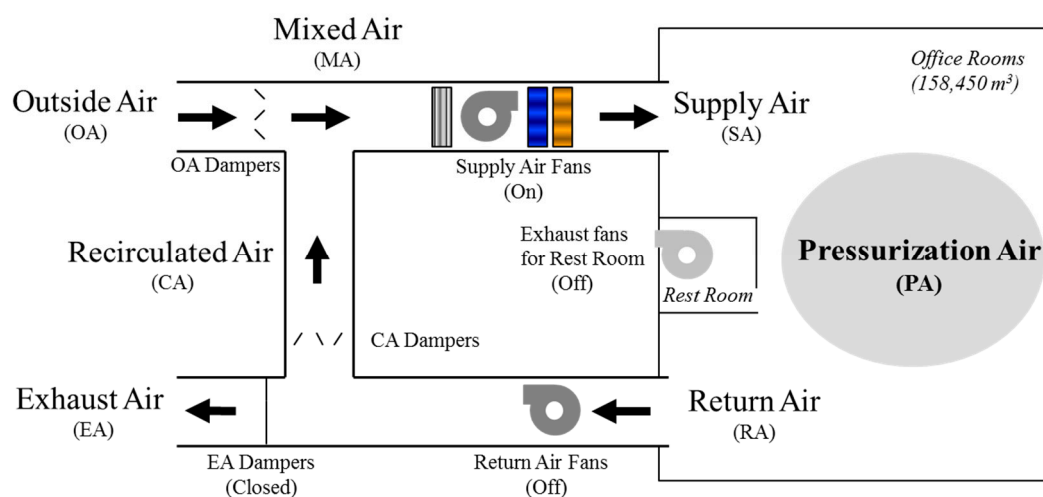 Mixed Air
(MA)
Office Rooms
(158,450 m³)
Outside Air
(OA)
Supply Air
(SA)
OA Dampers
Supply Air Fans
(On)
Recirculated Air
(CA)
Exhaust fans
for Rest Room
(Off)
Rest Room
Pressurization Air
(PA)
CA Dampers
Exhaust Air
(EA)
Return Air
(RA)
EA Dampers
(Closed)
Return Air Fans
(Off)